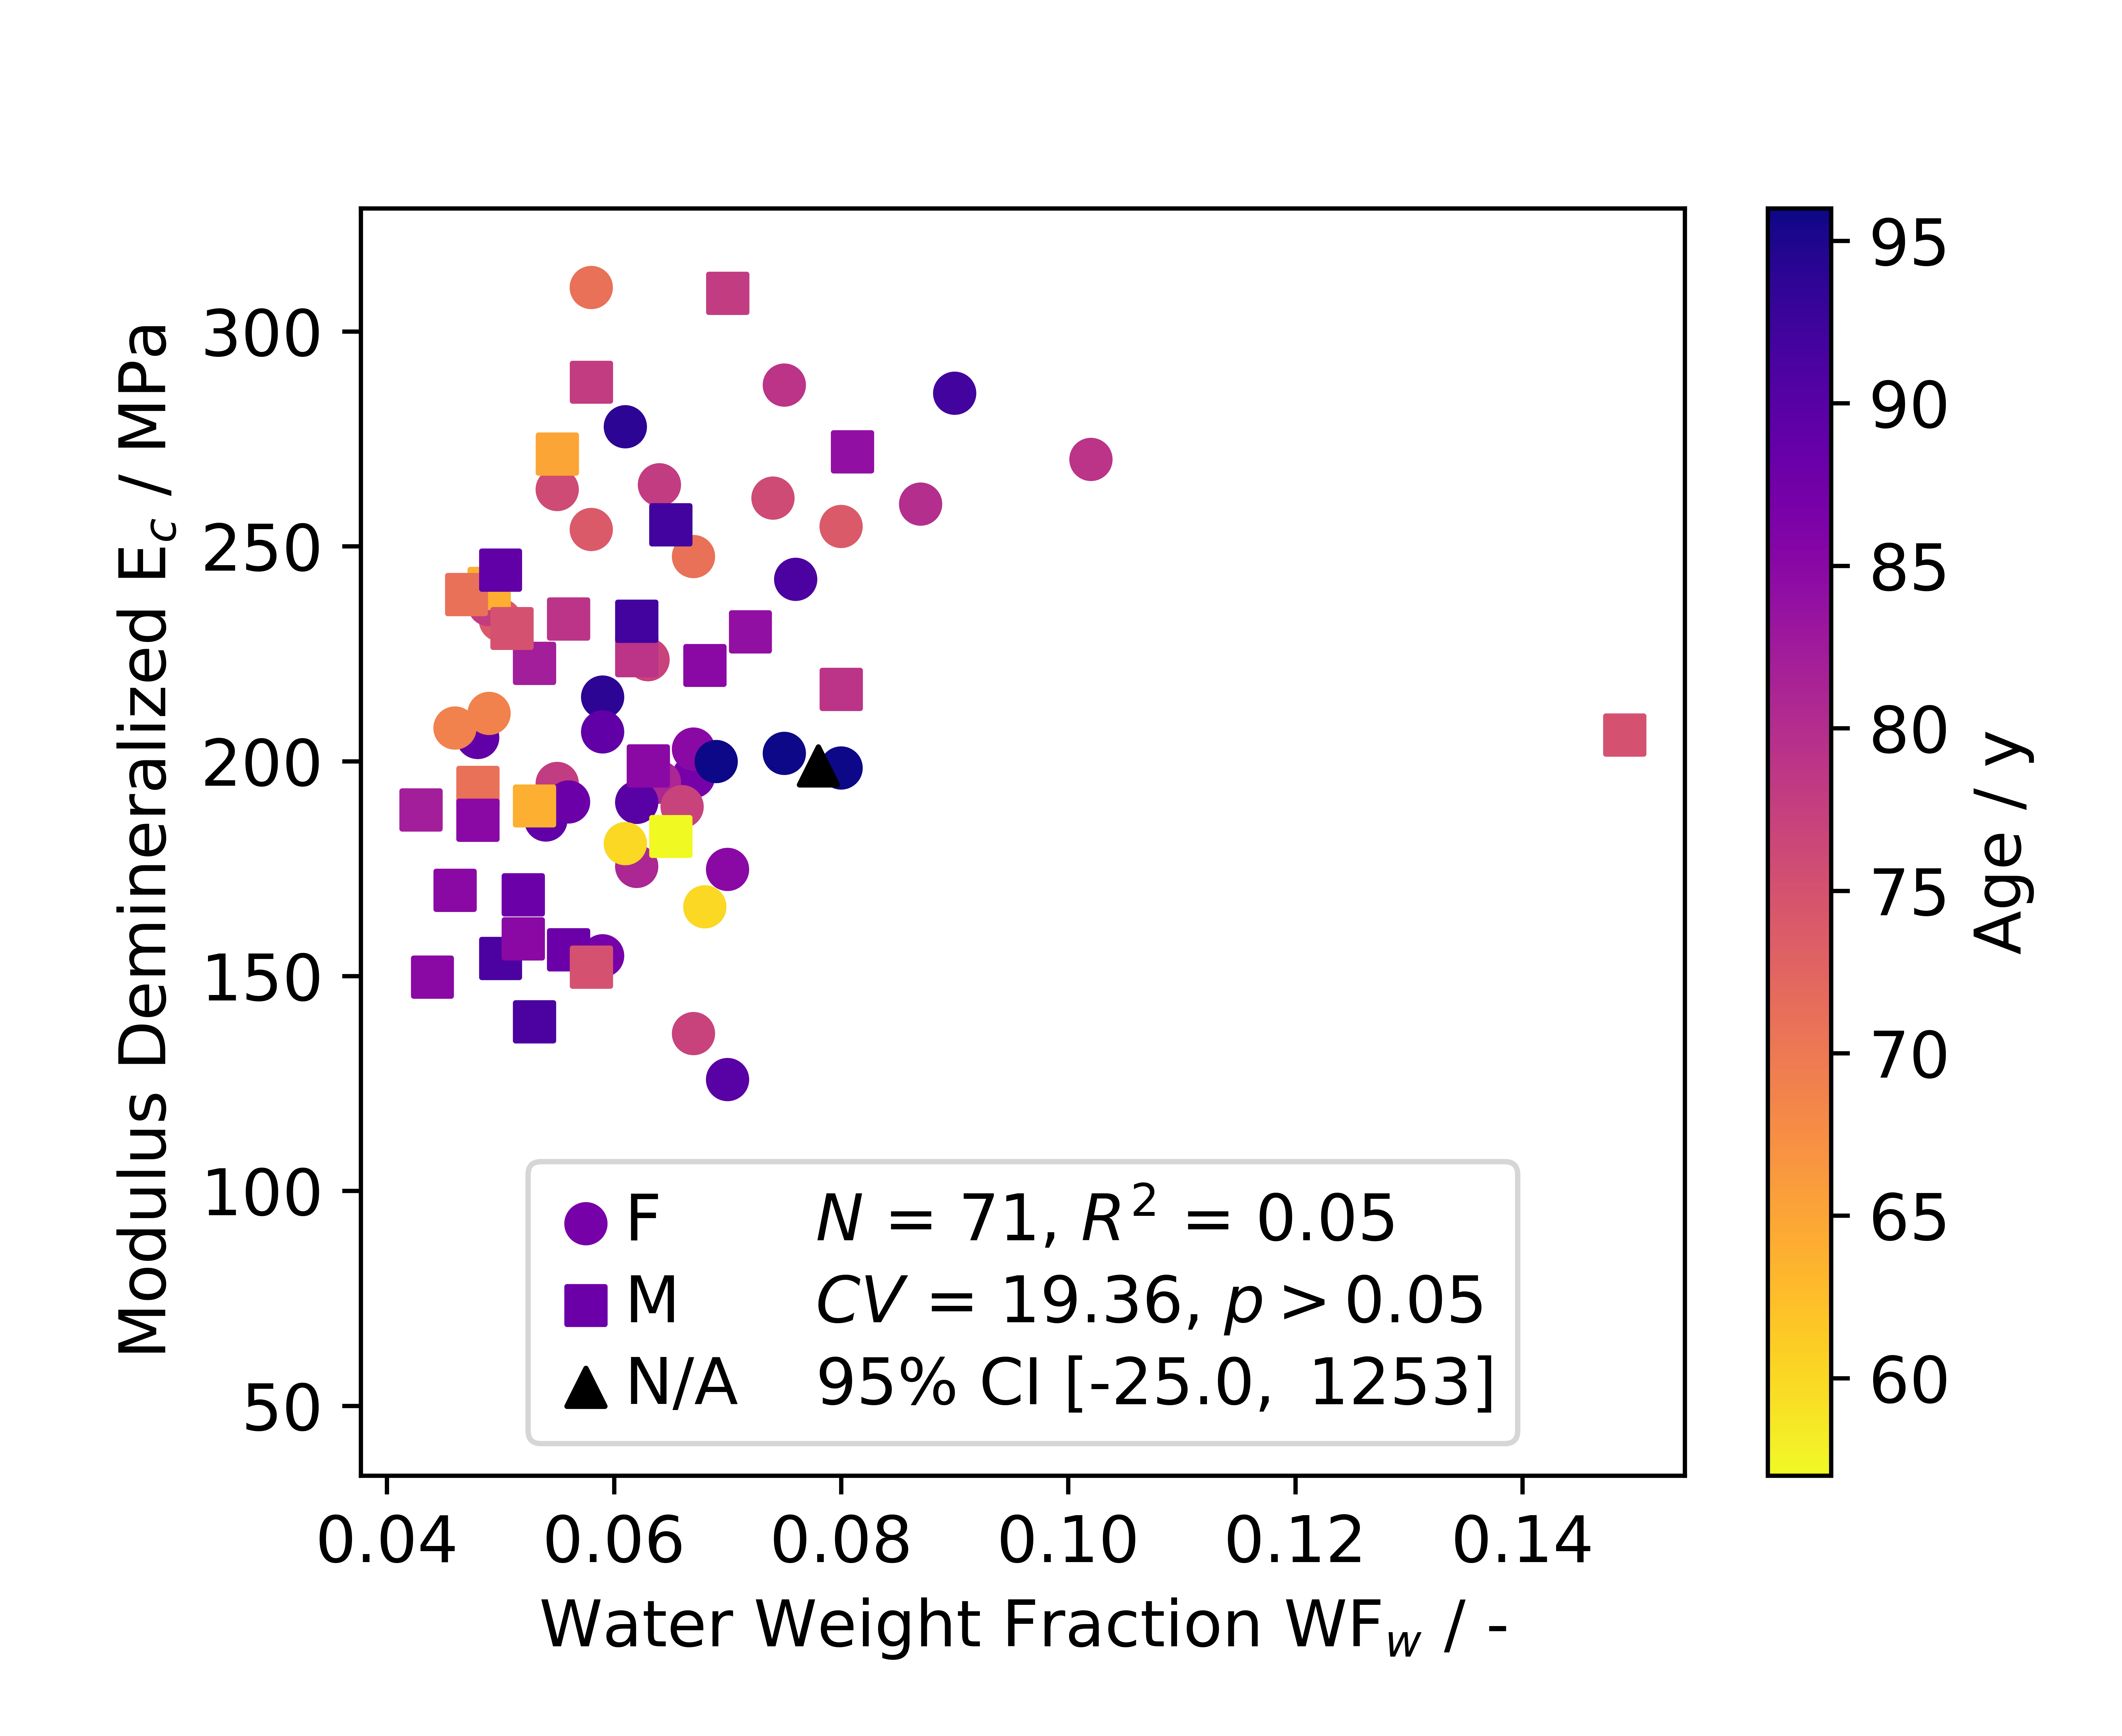 Modulus Demineralized E_c / MPa
300
250
200
150
100
50
F N = 71, R² = 0.05
M CV = 19.36, p > 0.05
N/A 95% CI [-25.0, 1253]
0.04 0.06 0.08 0.10 0.12 0.14
Water Weight Fraction WF_w / -
95
90
85
80
75
70
65
60
Age / y